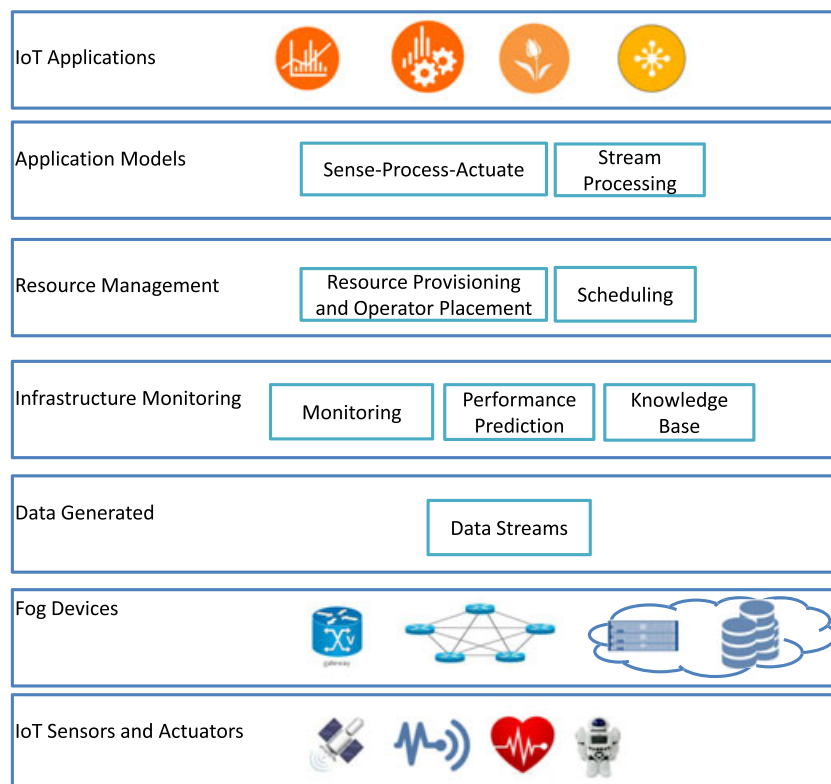 IoT Applications
Application Models
Sense-Process-Actuate
Stream
Processing
Resource Management
Resource Provisioning
and Operator Placement
Scheduling
Infrastructure Monitoring
Monitoring
Performance
Prediction
Knowledge
Base
Data Generated
Data Streams
Fog Devices
V
gateway
IoT Sensors and Actuators